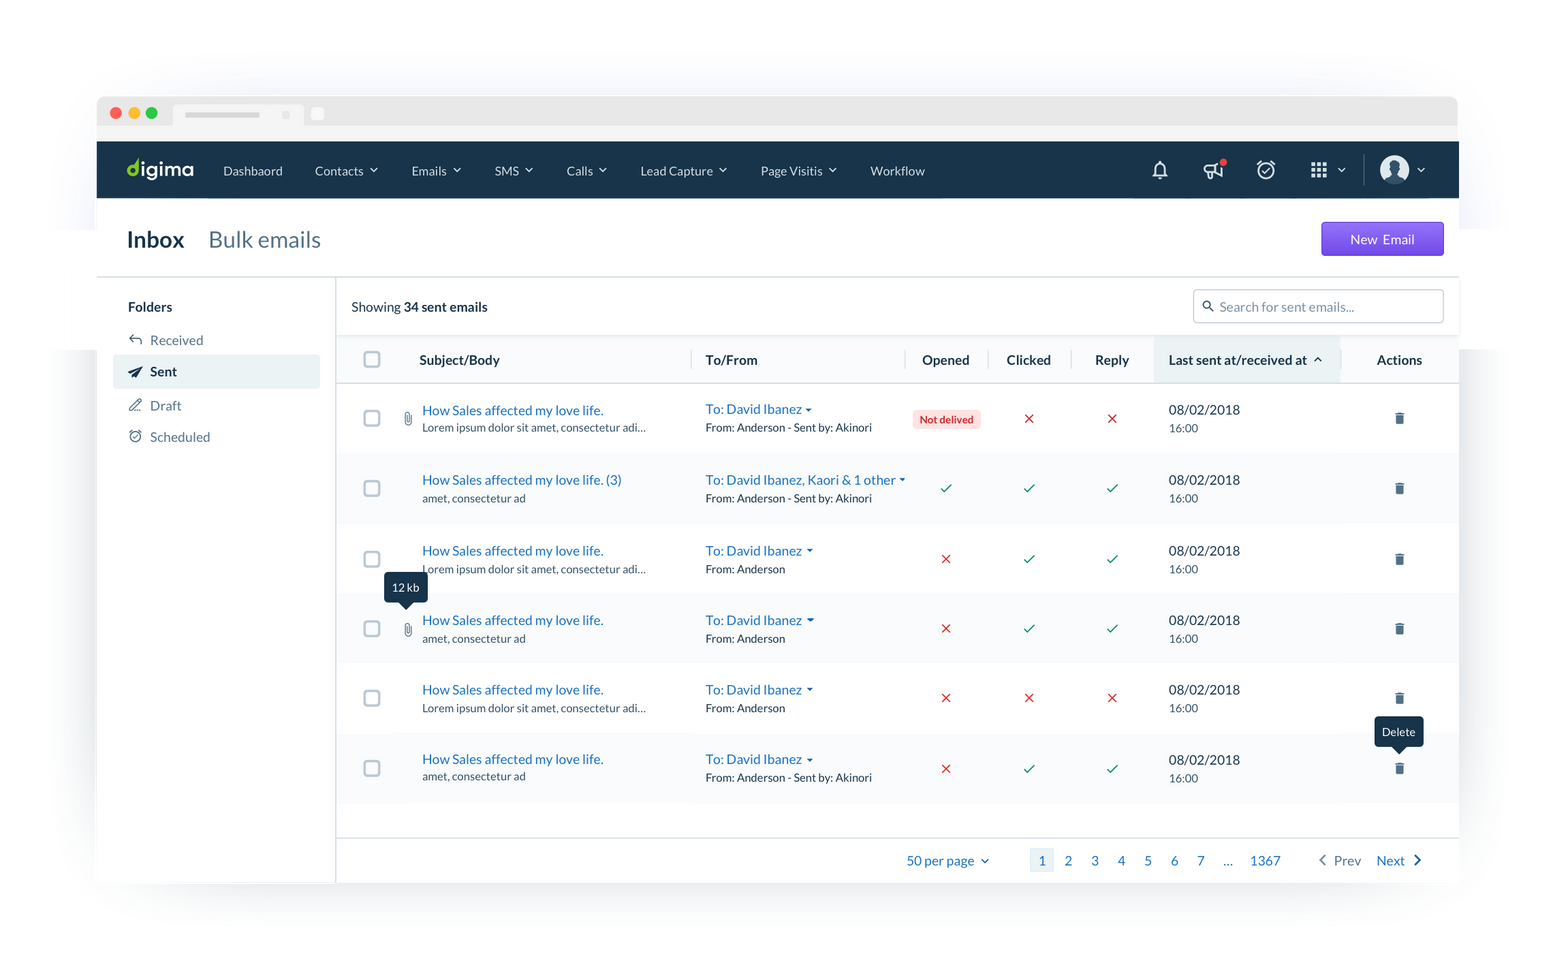 digima Dashbaord Contacts Emails SMS Calls Lead Capture Page Visitis Workflow
Inbox Bulk emails New Email
Folders
Received
Sent
Draft
Scheduled
Showing 34 sent emails Search for sent emails...
Subject/Body To/From Opened Clicked Reply Last sent at/received at Actions
How Sales affected my love life. To: David Ibanez Not delived 08/02/2018
Lorem ipsum dolor sit amet, consectetur adi... From: Anderson - Sent by: Akinori 16:00
How Sales affected my love life. (3) To: David Ibanez, Kaori & 1 other 08/02/2018
amet, consectetur ad From: Anderson - Sent by: Akinori 16:00
How Sales affected my love life. To: David Ibanez 08/02/2018
Lorem ipsum dolor sit amet, consectetur adi... From: Anderson 16:00
12 kb
How Sales affected my love life. To: David Ibanez 08/02/2018
amet, consectetur ad From: Anderson 16:00
How Sales affected my love life. To: David Ibanez 08/02/2018
Lorem ipsum dolor sit amet, consectetur adi... From: Anderson 16:00
Delete
How Sales affected my love life. To: David Ibanez 08/02/2018
amet, consectetur ad From: Anderson - Sent by: Akinori 16:00
50 per page 1 2 3 4 5 6 7 ... 1367 Prev Next